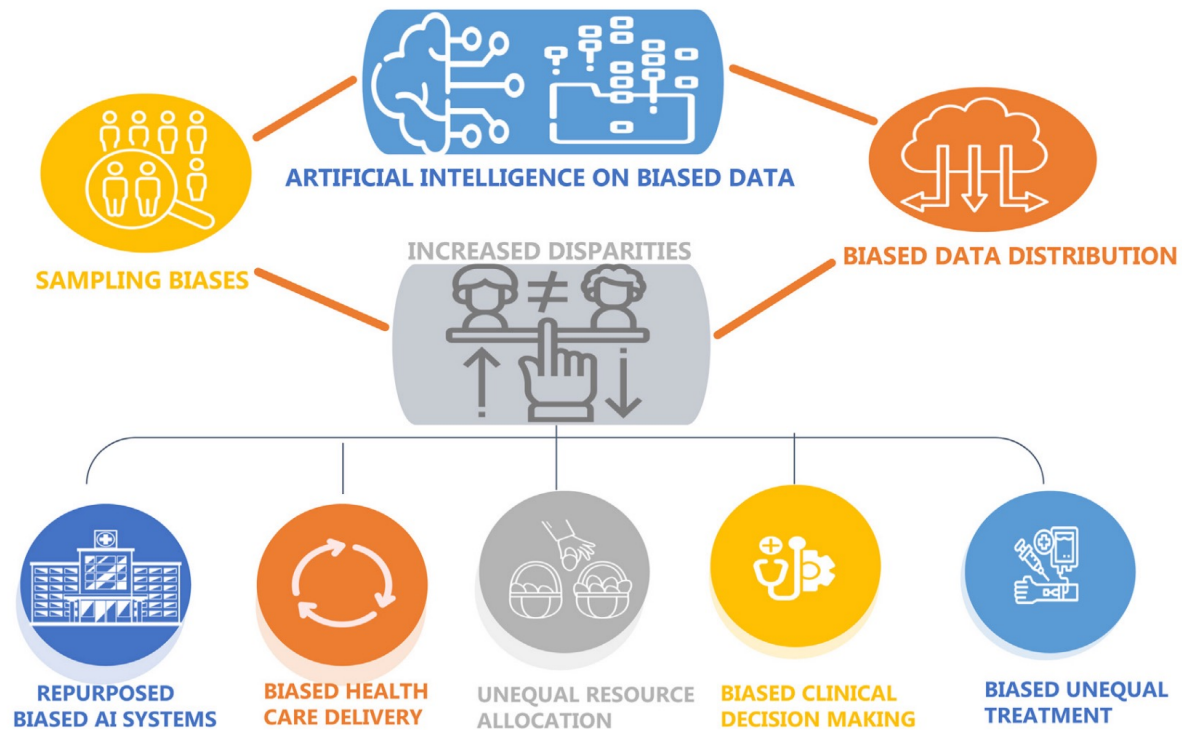 ARTIFICIAL INTELLIGENCE ON BIASED DATA
SAMPLING BIASES
INCREASED DISPARITIES
BIASED DATA DISTRIBUTION
REPURPOSED
BIASED AI SYSTEMS
BIASED HEALTH
CARE DELIVERY
UNEQUAL RESOURCE
ALLOCATION
BIASED CLINICAL
DECISION MAKING
BIASED UNEQUAL
TREATMENT